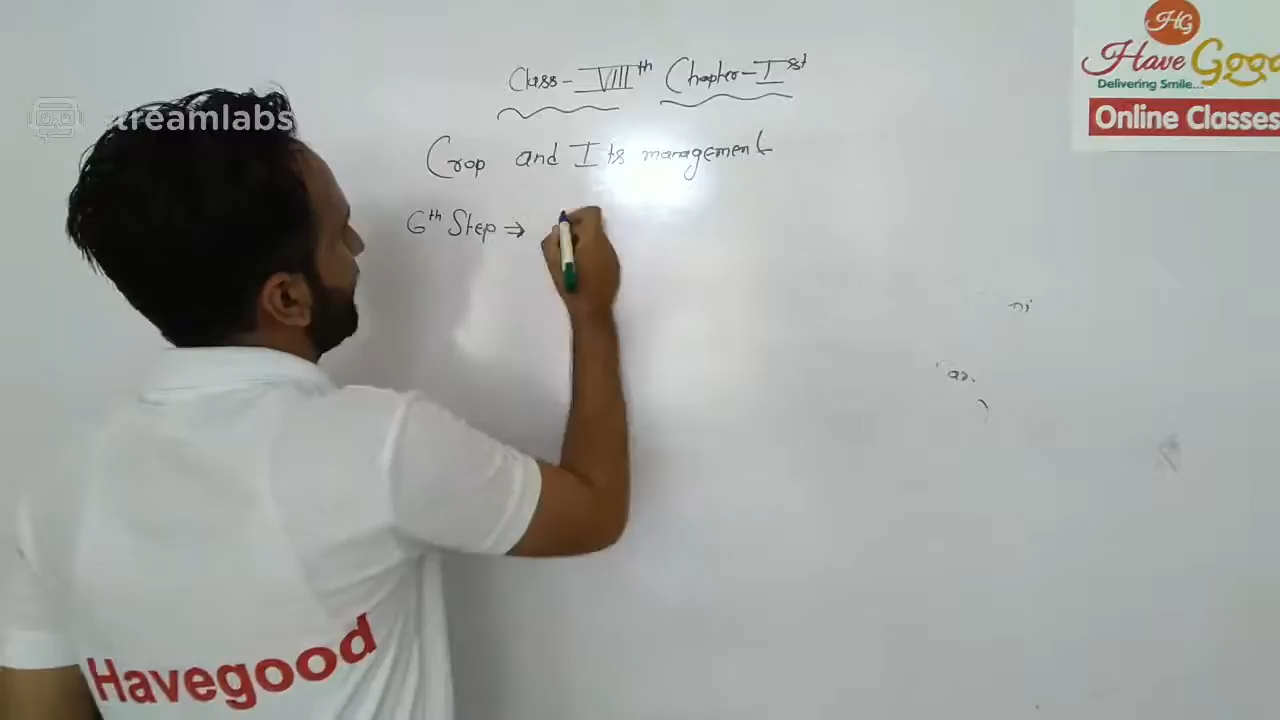 Class - VIIIth Chapter - Ist
Crop and Its management
6th Step ⇒
streamlabs
HG
Have Good
Delivering Smile...
Online Classes
Havegood